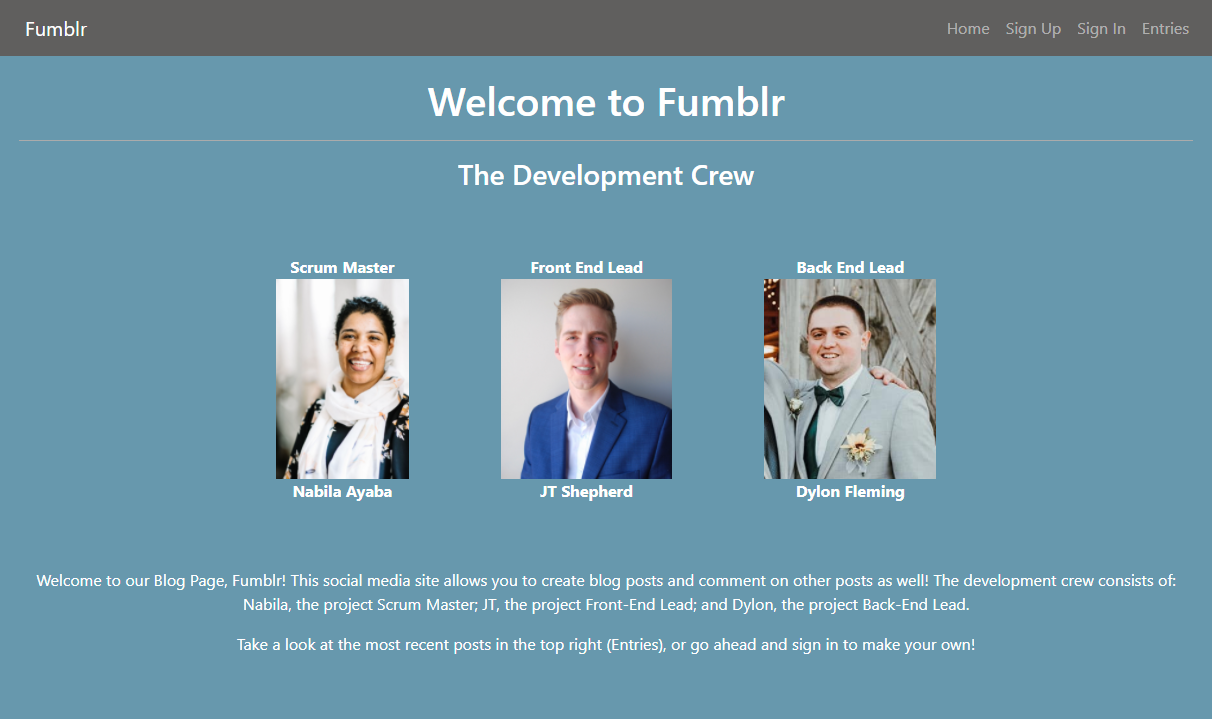 Fumblr Home Sign Up Sign In Entries
Welcome to Fumblr
The Development Crew
Scrum Master Front End Lead Back End Lead
Nabila Ayaba JT Shepherd Dylon Fleming
Welcome to our Blog Page, Fumblr! This social media site allows you to create blog posts and comment on other posts as well! The development crew consists of:
Nabila, the project Scrum Master; JT, the project Front-End Lead; and Dylon, the project Back-End Lead.
Take a look at the most recent posts in the top right (Entries), or go ahead and sign in to make your own!